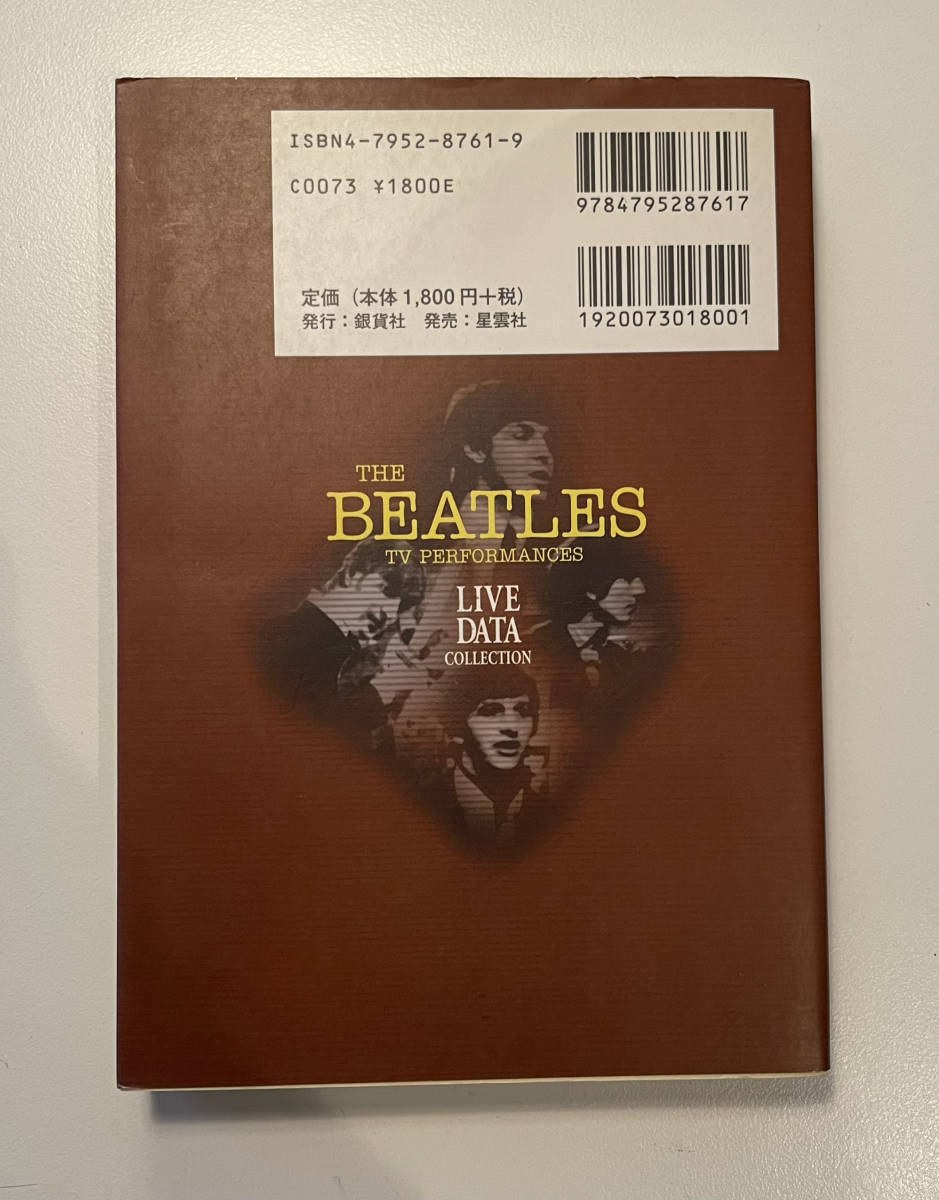 ISBN4-7952-8761-9
C0073 ¥1800E
9784795287617
定価（本体1,800円+税）
発行：銀貨社　発売：星雲社
1920073018001
THE
BEATLES
TV PERFORMANCES
LIVE
DATA
COLLECTION